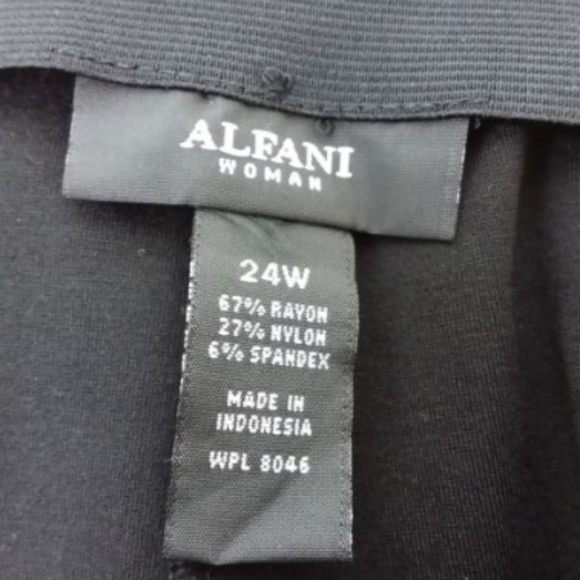 ALFANI
WOMAN
24W
67% RAYON
27% NYLON
6% SPANDEX
MADE IN
INDONESIA
WPL 8046